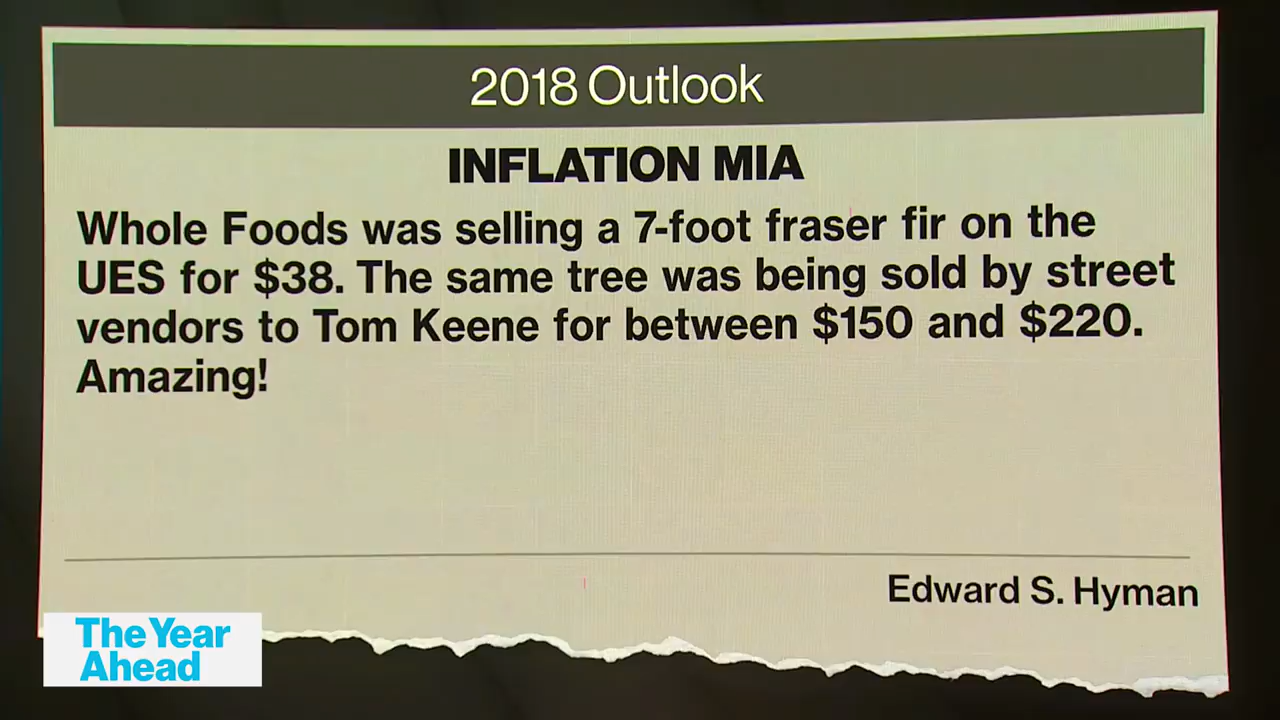 2018 Outlook
INFLATION MIA
Whole Foods was selling a 7-foot fraser fir on the
UES for $38. The same tree was being sold by street
vendors to Tom Keene for between $150 and $220.
Amazing!
Edward S. Hyman
The Year
Ahead